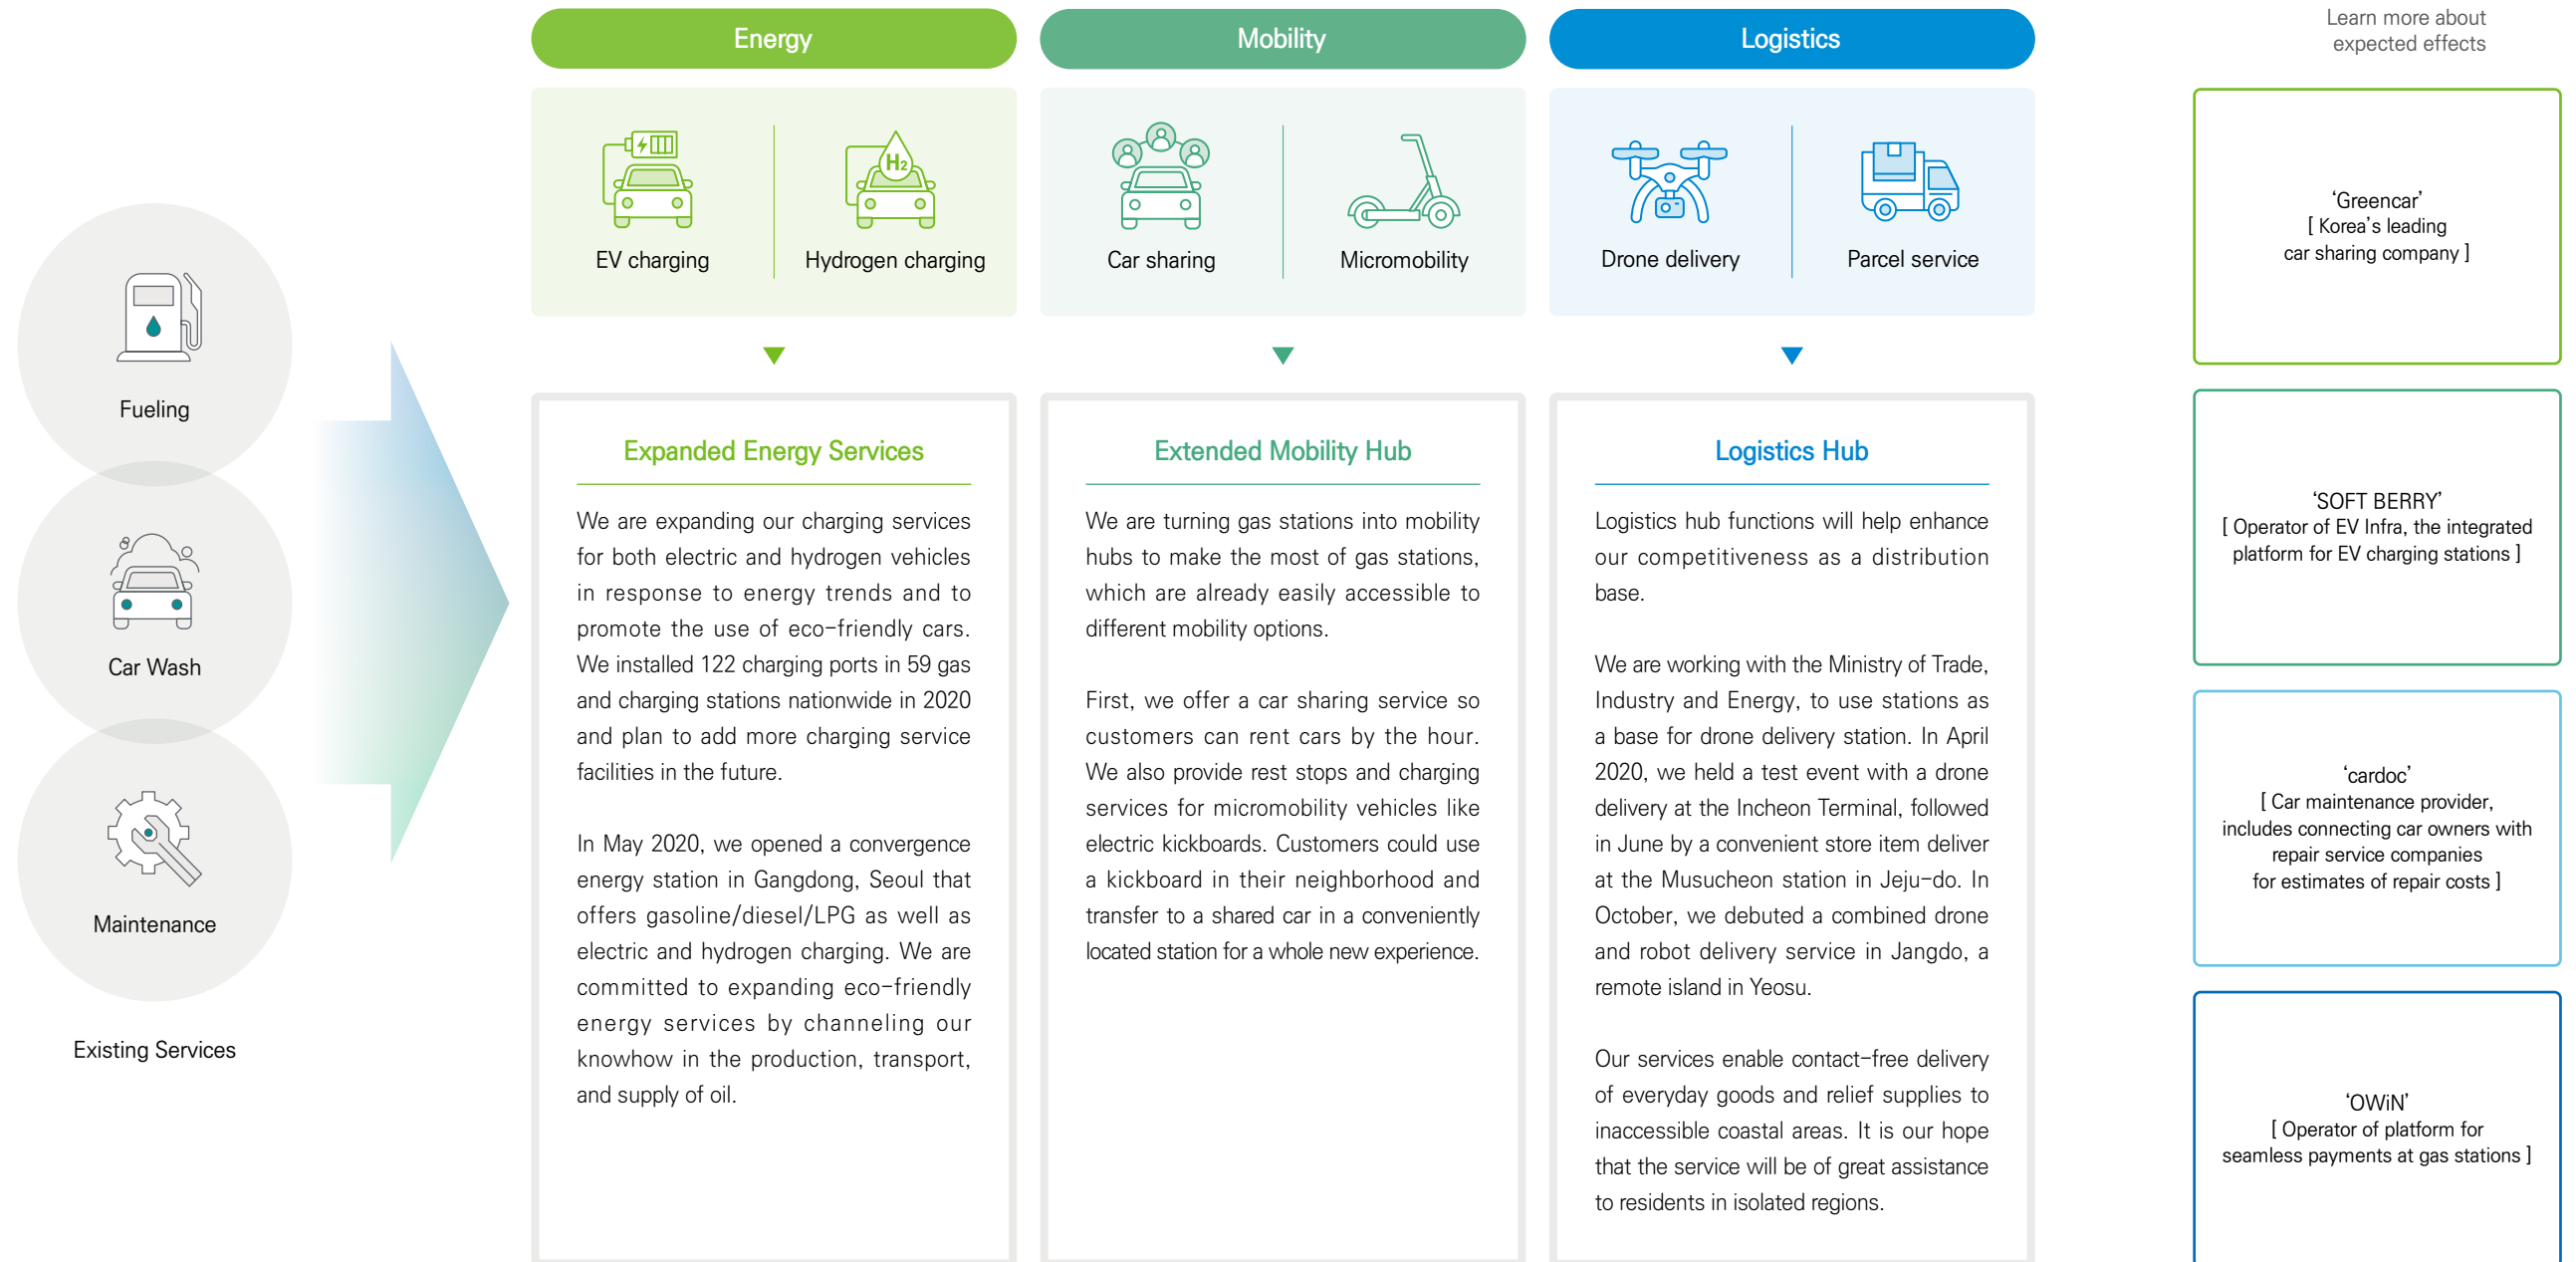 Fueling
Car Wash
Maintenance
Existing Services
Energy
EV charging
H2
Hydrogen charging
Expanded Energy Services
We are expanding our charging services
for both electric and hydrogen vehicles
in response to energy trends and to
promote the use of eco-friendly cars.
We installed 122 charging ports in 59 gas
and charging stations nationwide in 2020
and plan to add more charging service
facilities in the future.
In May 2020, we opened a convergence
energy station in Gangdong, Seoul that
offers gasoline/diesel/LPG as well as
electric and hydrogen charging. We are
committed to expanding eco-friendly
energy services by channeling our
knowhow in the production, transport,
and supply of oil.
Mobility
Car sharing
Micromobility
Extended Mobility Hub
We are turning gas stations into mobility
hubs to make the most of gas stations,
which are already easily accessible to
different mobility options.
First, we offer a car sharing service so
customers can rent cars by the hour.
We also provide rest stops and charging
services for micromobility vehicles like
electric kickboards. Customers could use
a kickboard in their neighborhood and
transfer to a shared car in a conveniently
located station for a whole new experience.
Logistics
Drone delivery
Parcel service
Logistics Hub
Logistics hub functions will help enhance
our competitiveness as a distribution
base.
We are working with the Ministry of Trade,
Industry and Energy, to use stations as
a base for drone delivery station. In April
2020, we held a test event with a drone
delivery at the Incheon Terminal, followed
in June by a convenient store item deliver
at the Musucheon station in Jeju-do. In
October, we debuted a combined drone
and robot delivery service in Jangdo, a
remote island in Yeosu.
Our services enable contact-free delivery
of everyday goods and relief supplies to
inaccessible coastal areas. It is our hope
that the service will be of great assistance
to residents in isolated regions.
Learn more about
expected effects
‘Greencar’
[ Korea’s leading
car sharing company ]
‘SOFT BERRY’
[ Operator of EV Infra, the integrated
platform for EV charging stations ]
‘cardoc’
[ Car maintenance provider,
includes connecting car owners with
repair service companies
for estimates of repair costs ]
‘OWiN’
[ Operator of platform for
seamless payments at gas stations ]